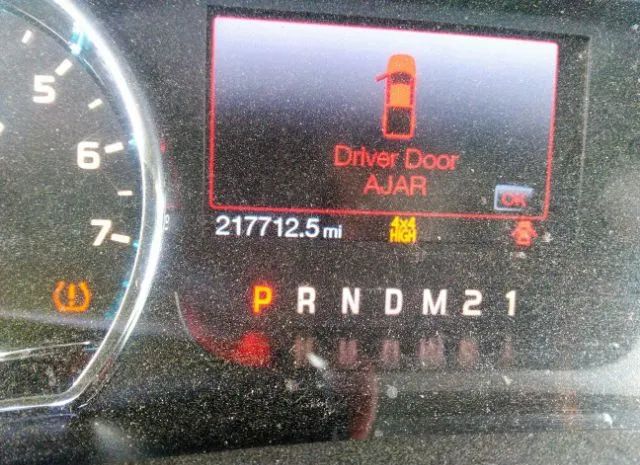 5
6
7
Driver Door
AJAR
OK
217712.5 mi
4x4
HIGH
P R N D M 2 1